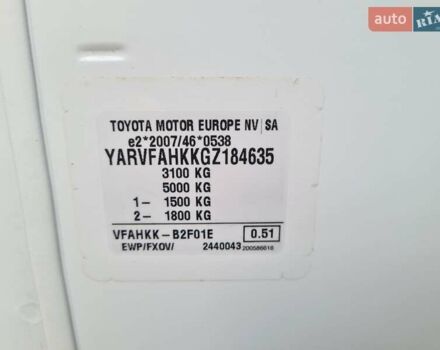 AUTO
RIA
TOYOTA MOTOR EUROPE NV SA
e2*2007/46*0538
YARVFAHKKGZ184635
3100 KG
5000 KG
1- 1500 KG
2- 1800 KG
VFAHKK-B2F01E 0.51
EWP/FXOV/ 2440043 200586618